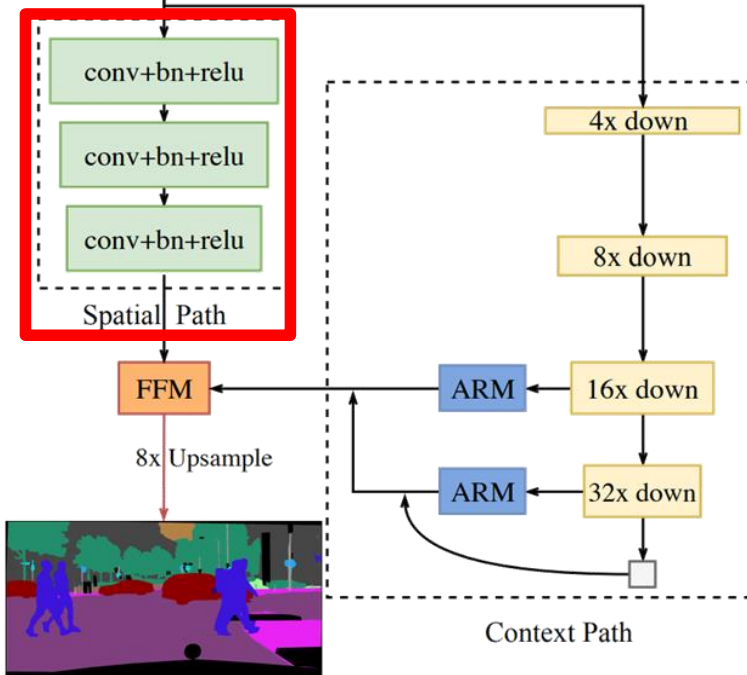 conv+bn+relu
conv+bn+relu
conv+bn+relu
Spatial Path
4x down
8x down
FFM
ARM
16x down
8x Upsample
ARM
32x down
Context Path